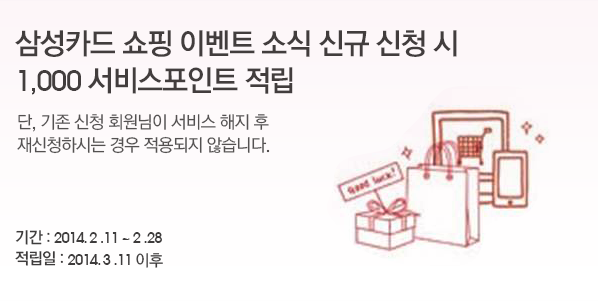 삼성카드 쇼핑 이벤트 소식 신규 신청 시
1,000 서비스포인트 적립
단, 기존 신청 회원님이 서비스 해지 후
재신청하시는 경우 적용되지 않습니다.
Good luck!
기간 : 2014. 2 .11 ~ 2 .28
적립일 : 2014. 3 .11 이후